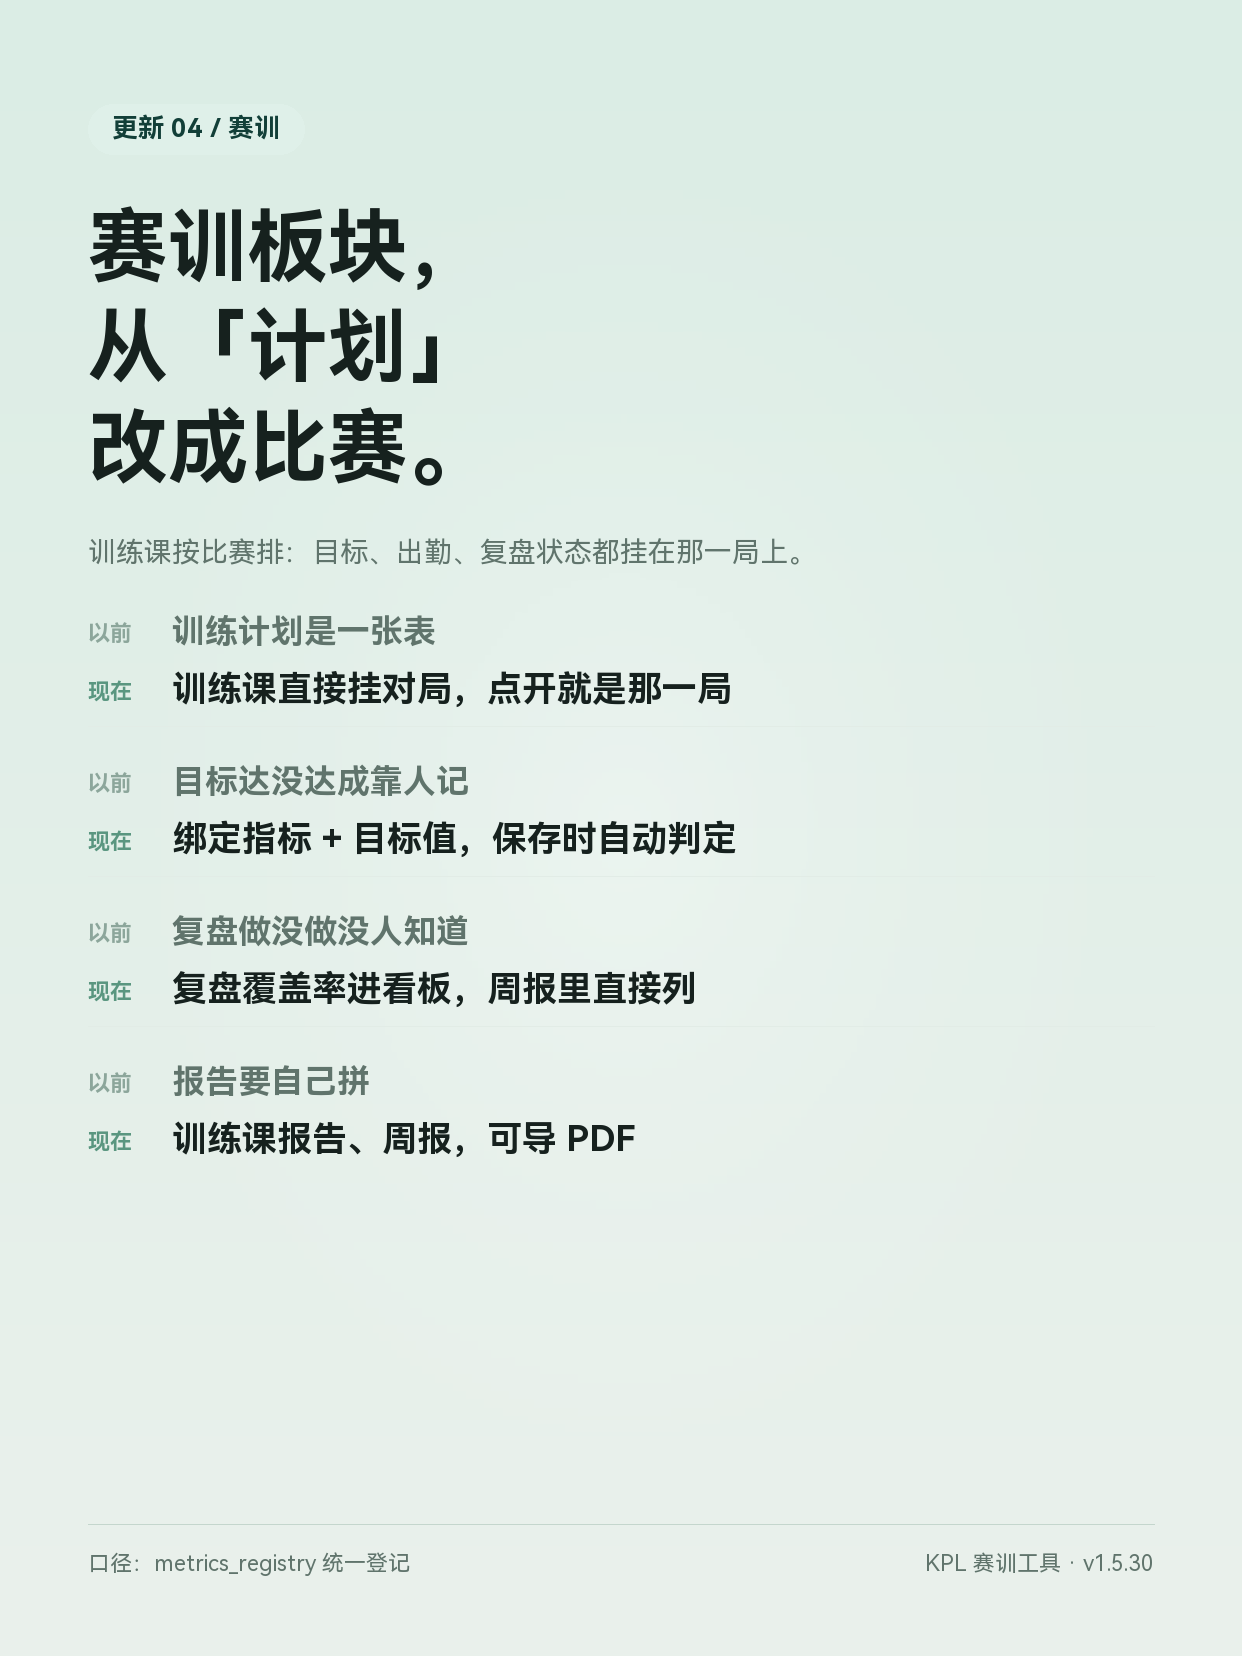 更新 04 / 赛训
赛训板块，
从「计划」
改成比赛。
训练课按比赛排：目标、出勤、复盘状态都挂在那一局上。
以前 训练计划是一张表
现在 训练课直接挂对局，点开就是那一局
以前 目标达没达成靠人记
现在 绑定指标 + 目标值，保存时自动判定
以前 复盘做没做没人知道
现在 复盘覆盖率进看板，周报里直接列
以前 报告要自己拼
现在 训练课报告、周报，可导 PDF
口径：metrics_registry 统一登记
KPL 赛训工具 · v1.5.30